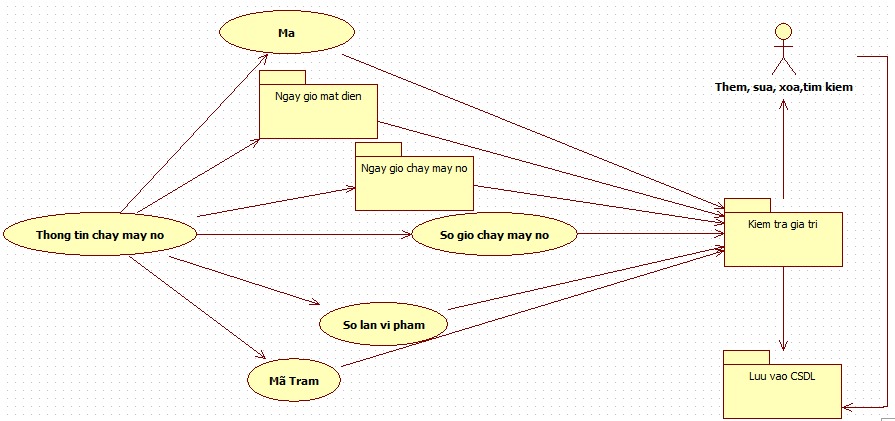 Ma
Them, sua, xoa,tim kiem
Ngay gio mat dien
Ngay gio chay may no
Kiem tra gia tri
Thong tin chay may no
So gio chay may no
So lan vi pham
Mã Tram
Luu vao CSDL